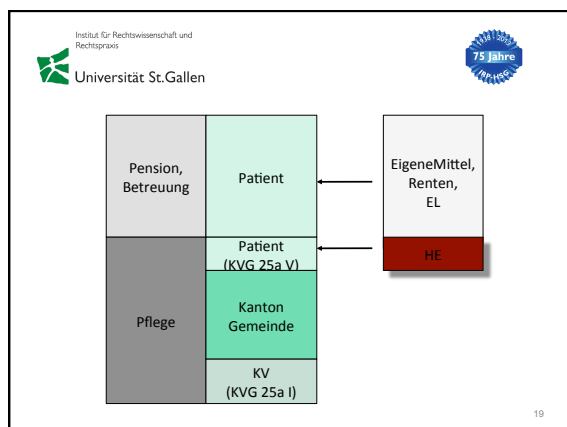 Institut für Rechtswissenschaft und
Rechtspraxis
Universität St.Gallen
1938 - 2013
75 Jahre
IRP-HSG
Pension,
Betreuung
Patient
EigeneMittel,
Renten,
EL
Patient
(KVG 25a V)
HE
Pflege
Kanton
Gemeinde
KV
(KVG 25a I)
19